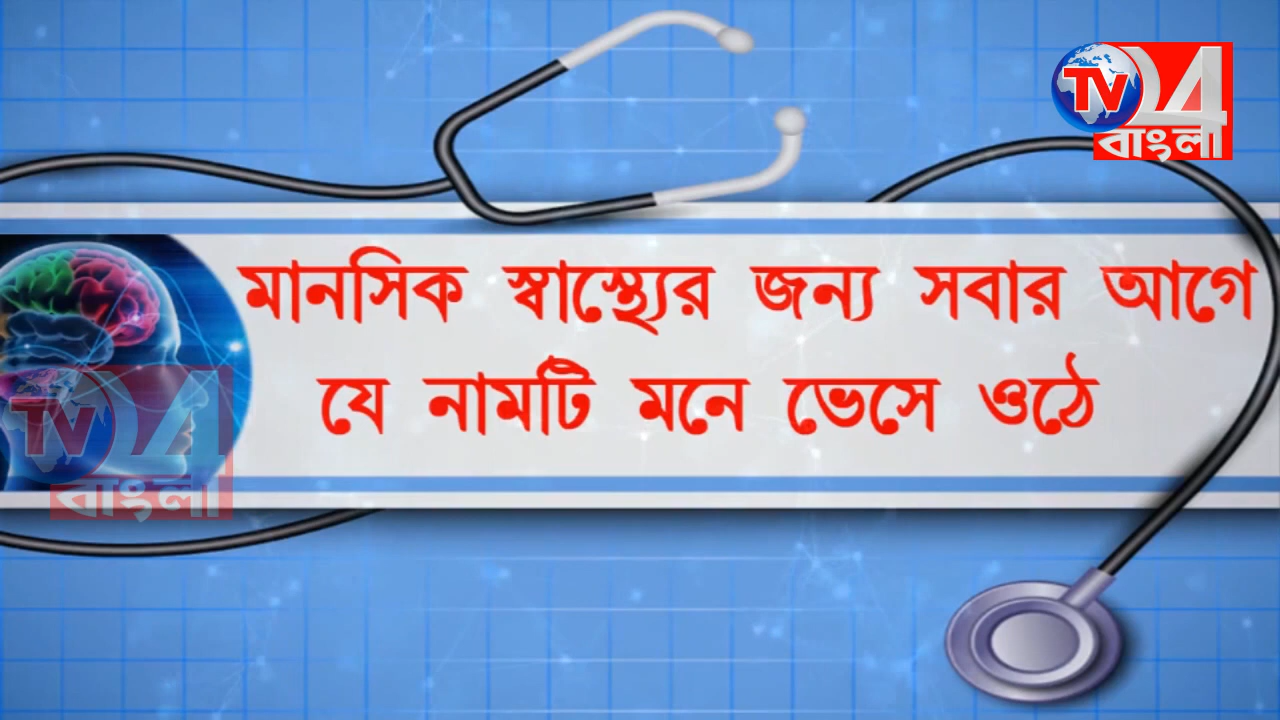 TV 24
বাংলা
মানসিক স্বাস্থ্যের জন্য সবার আগে
যে নামটি মনে ভেসে ওঠে
TV 24
বাংলা